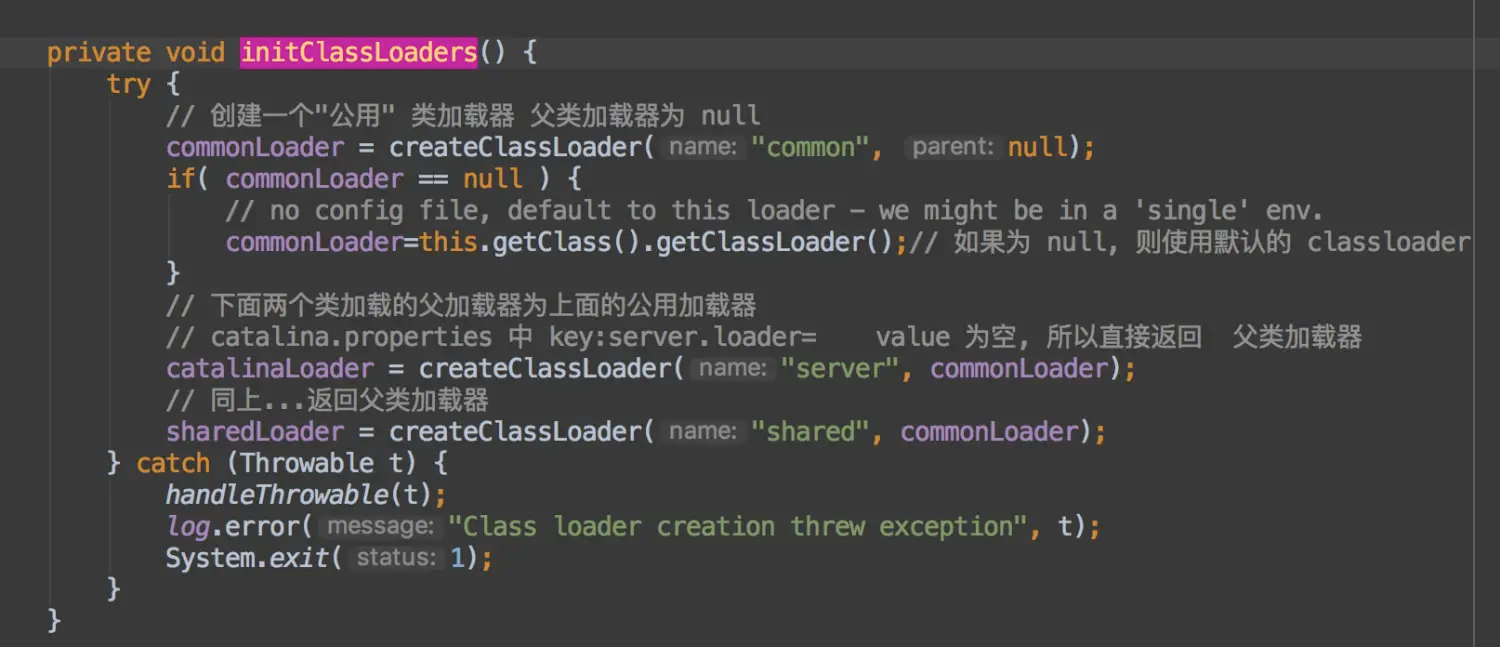 private void initClassLoaders() {
try {
// 创建一个"公用" 类加载器 父类加载器为 null
commonLoader = createClassLoader( name: "common", parent: null);
if( commonLoader == null ) {
// no config file, default to this loader - we might be in a 'single' env.
commonLoader=this.getClass().getClassLoader();// 如果为 null, 则使用默认的 classloader
}
// 下面两个类加载的父加载器为上面的公用加载器
// catalina.properties 中 key:server.loader= value 为空, 所以直接返回 父类加载器
catalinaLoader = createClassLoader( name: "server", commonLoader);
// 同上...返回父类加载器
sharedLoader = createClassLoader( name: "shared", commonLoader);
} catch (Throwable t) {
handleThrowable(t);
log.error( message: "Class loader creation threw exception", t);
System.exit( status: 1);
}
}